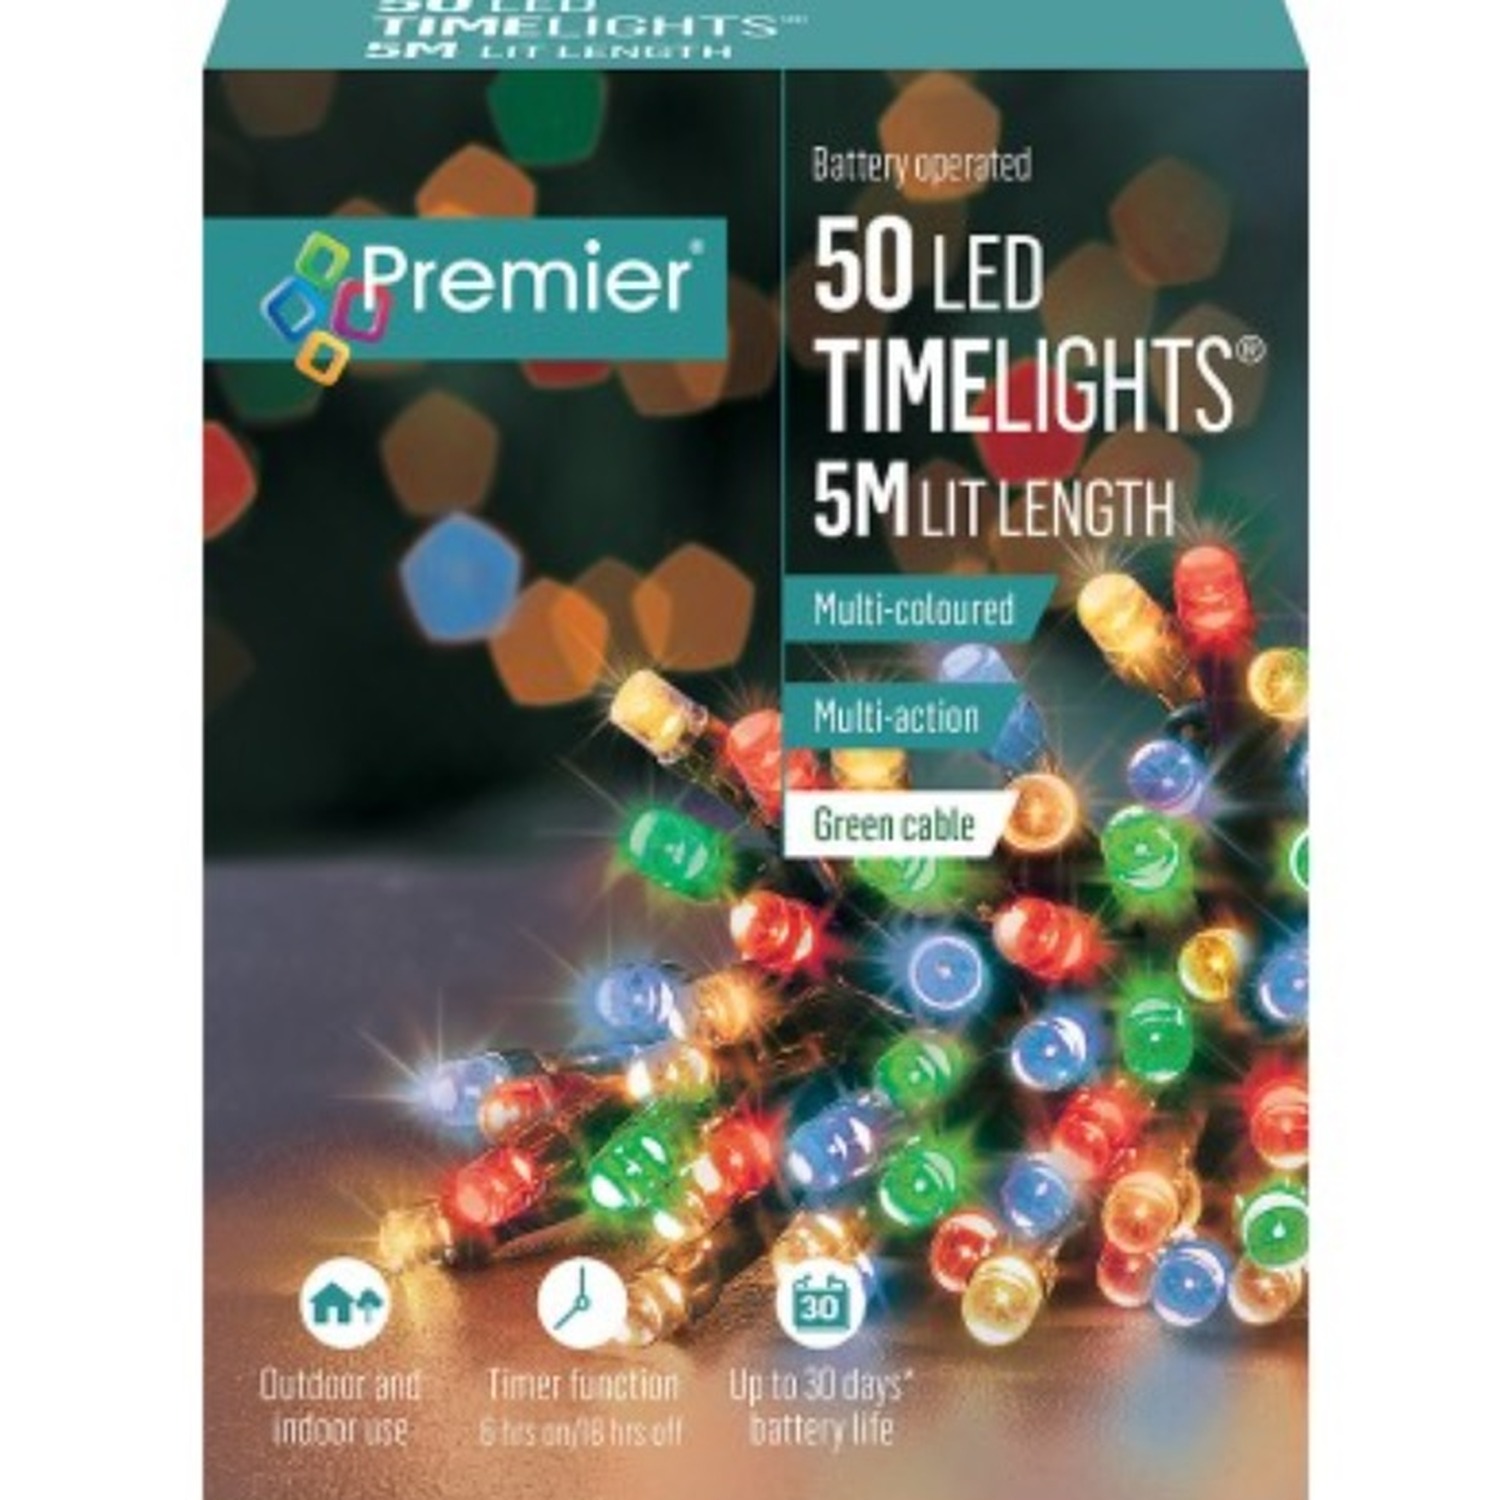 50 LED
TIMELIGHTS
5M LIT LENGTH
Premier®
Battery operated
50 LED
TIMELIGHTS®
5M LIT LENGTH
Multi-coloured
Multi-action
Green cable
30
Outdoor and
indoor use
Timer function
6 hrs on/18 hrs off
Up to 30 days*
battery life